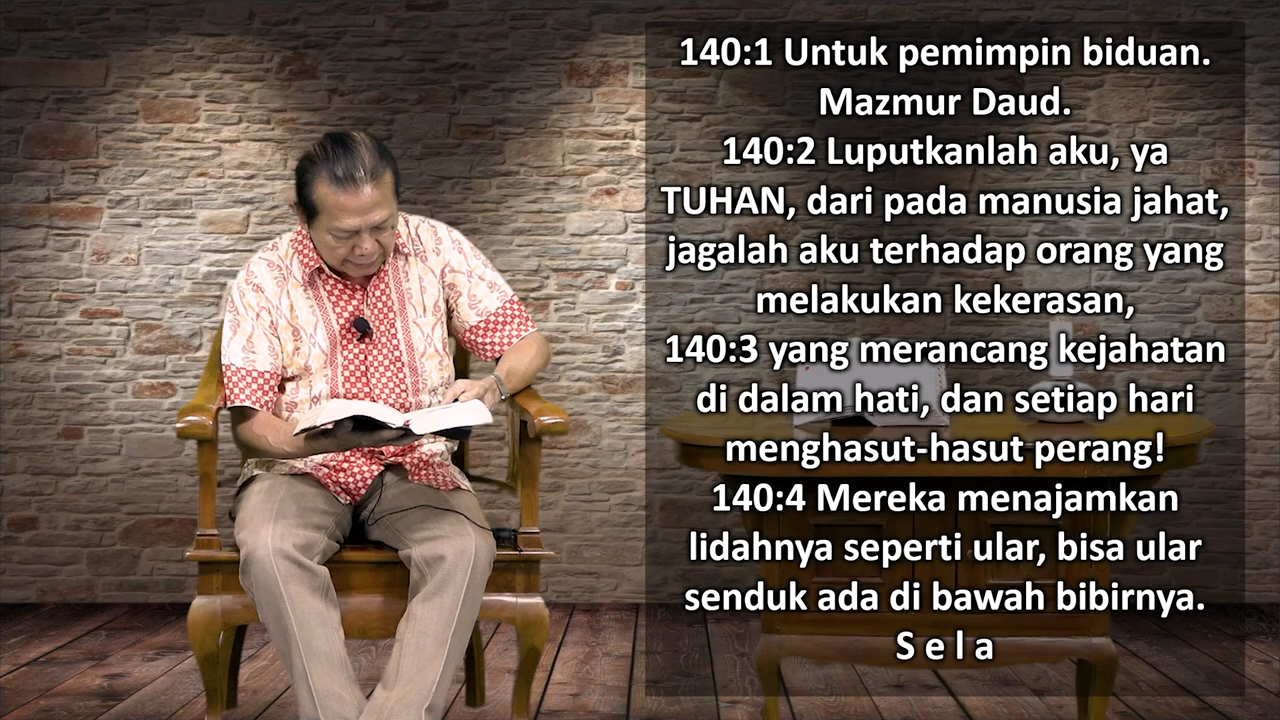 140:1 Untuk pemimpin biduan.
Mazmur Daud.
140:2 Luputkanlah aku, ya
TUHAN, dari pada manusia jahat,
jagalah aku terhadap orang yang
melakukan kekerasan,
140:3 yang merancang kejahatan
di dalam hati, dan setiap hari
menghasut-hasut perang!
140:4 Mereka menajamkan
lidahnya seperti ular, bisa ular
senduk ada di bawah bibirnya.
S e l a